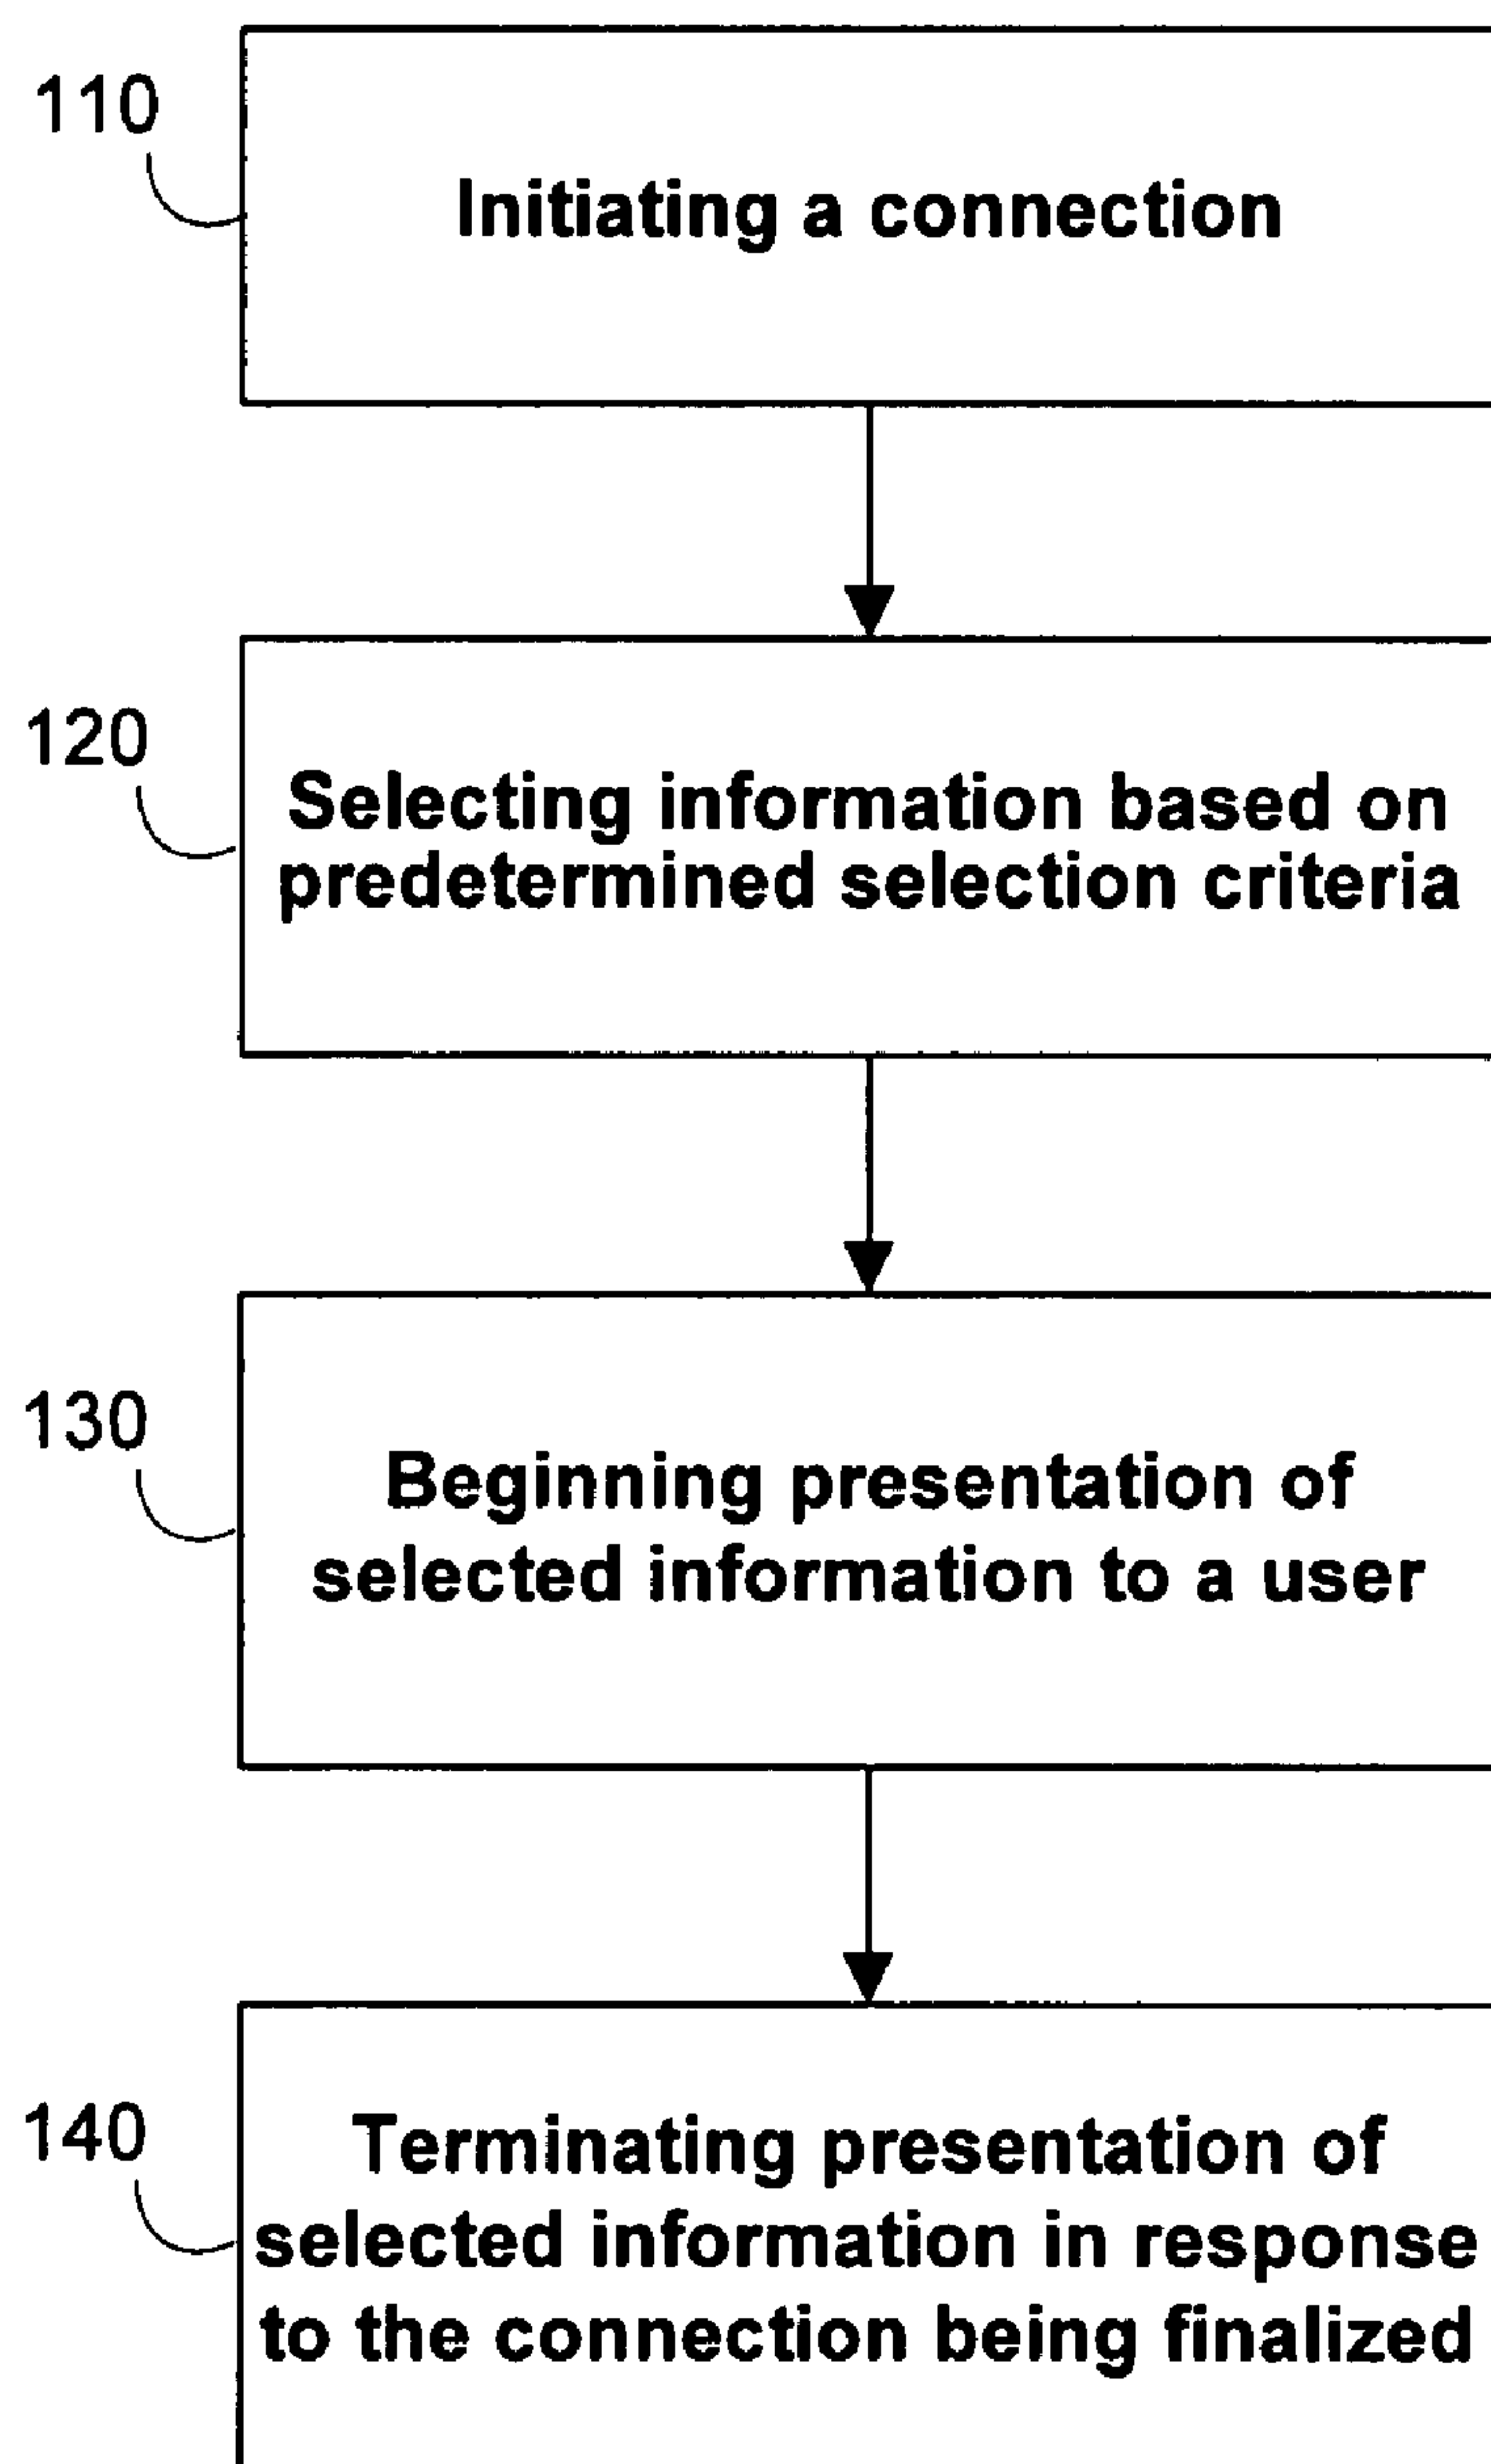 110
Initiating a connection
120
Selecting information based on
predetermined selection criteria
130
Beginning presentation of
selected information to a user
140
Terminating presentation of
selected information in response
to the connection being finalized